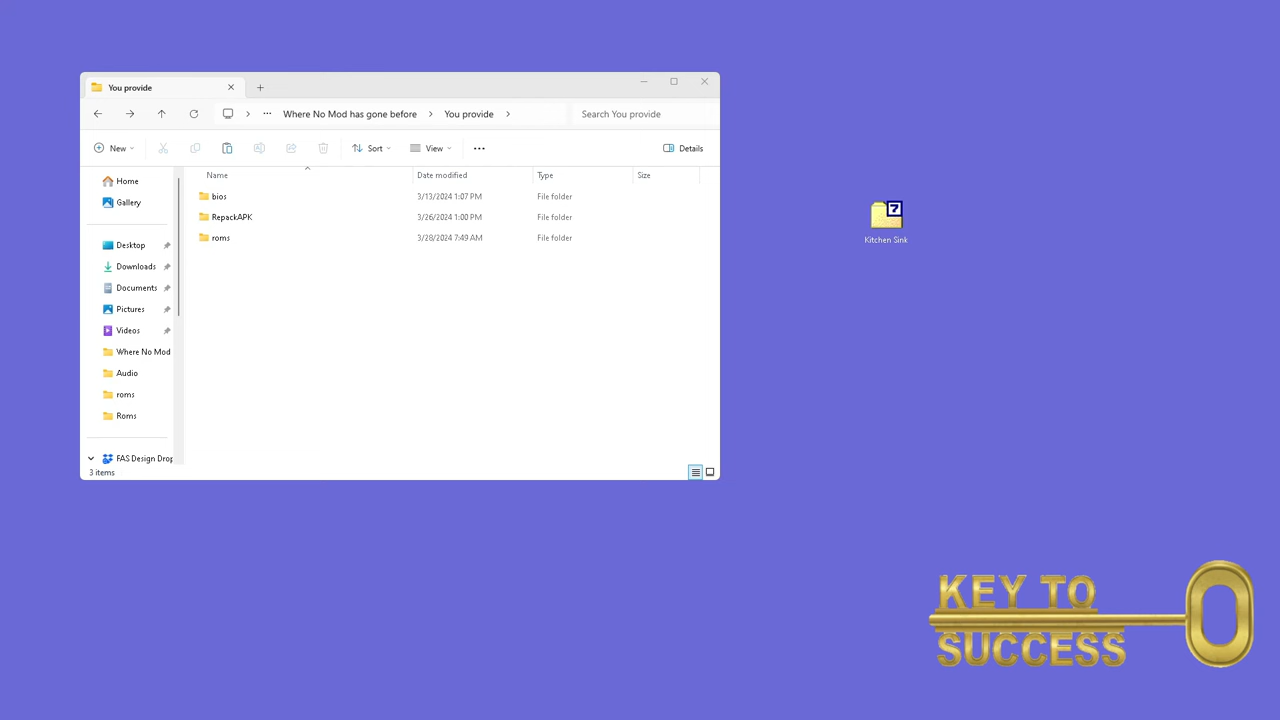 You provide
Where No Mod has gone before
You provide
Search You provide
New
Sort
View
Details
Name
Date modified
Type
Size
bios
3/13/2024 1:07 PM
File folder
RepackAPK
3/26/2024 1:00 PM
File folder
roms
3/28/2024 7:49 AM
File folder
Home
Gallery
Desktop
Downloads
Documents
Pictures
Videos
Where No Mod
Audio
roms
Roms
FAS Design Drop
3 items
7
Kitchen Sink
KEY TO
SUCCESS